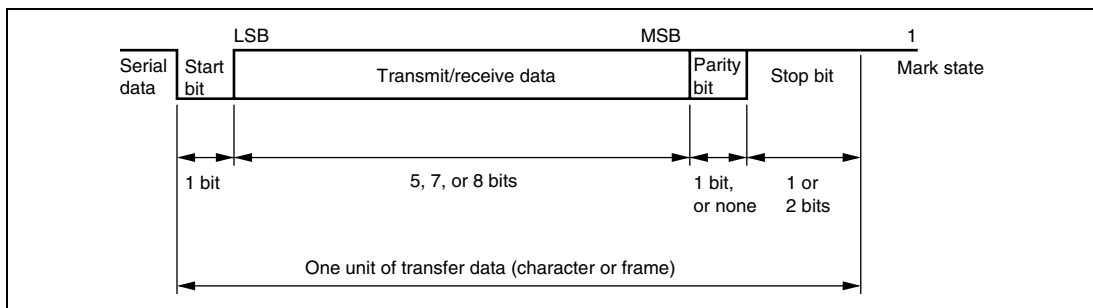 LSB MSB 1
Serial data
Start bit
Transmit/receive data
Parity bit
Stop bit
Mark state
1 bit
5, 7, or 8 bits
1 bit, or none
1 or 2 bits
One unit of transfer data (character or frame)